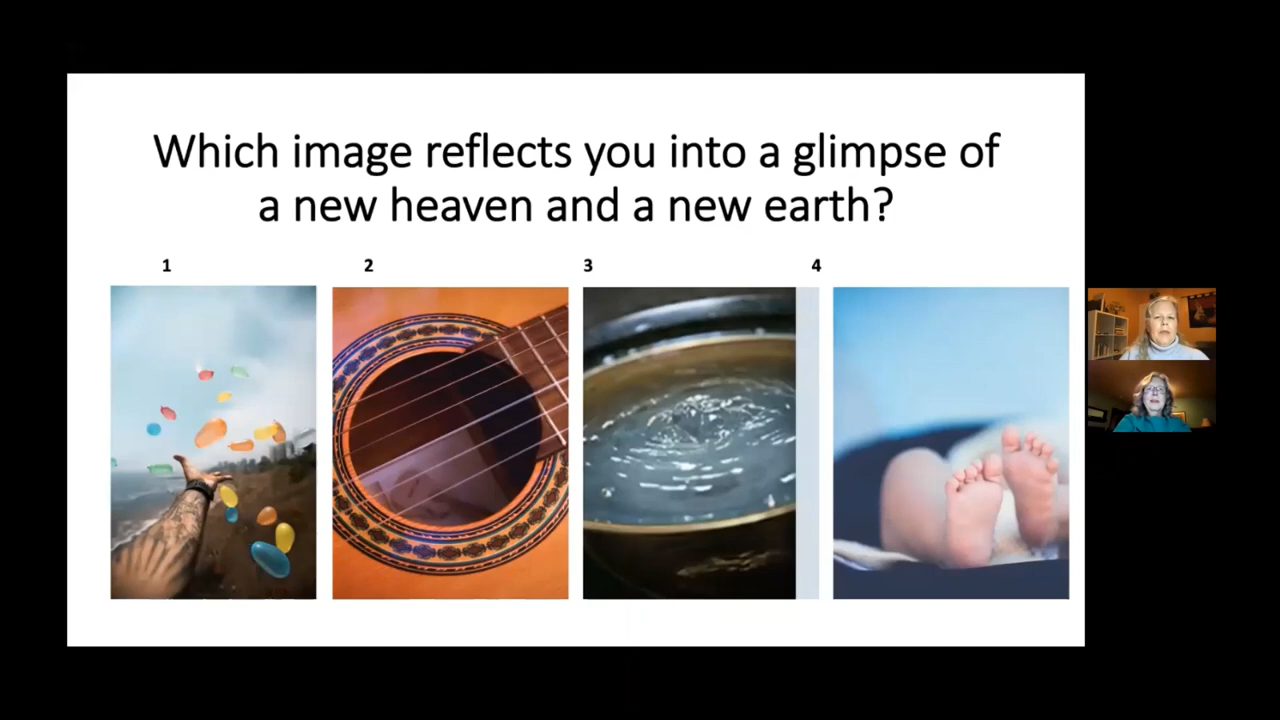 Which image reflects you into a glimpse of
a new heaven and a new earth?
1 2 3 4